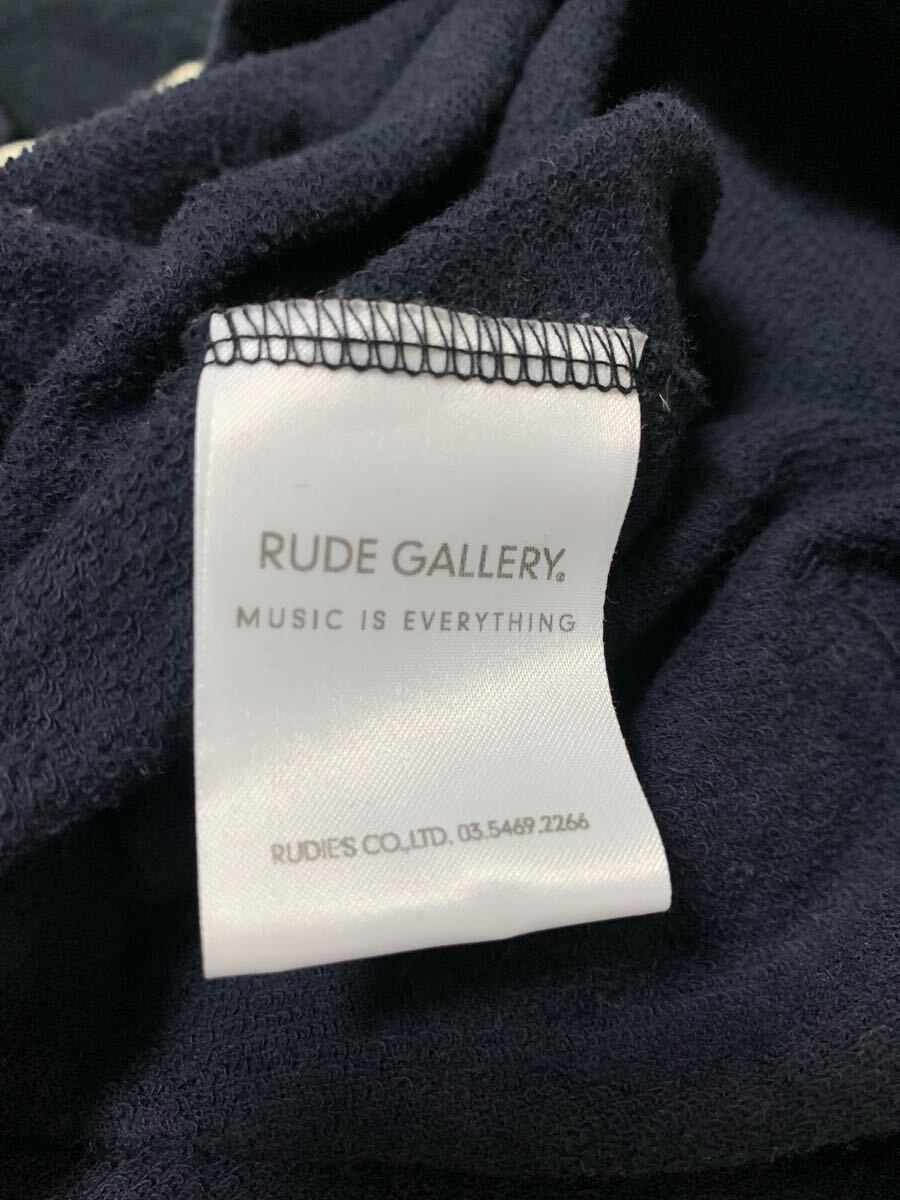 RUDE GALLERY®
MUSIC IS EVERYTHING
RUDIE'S CO.,LTD. 03.5469.2266